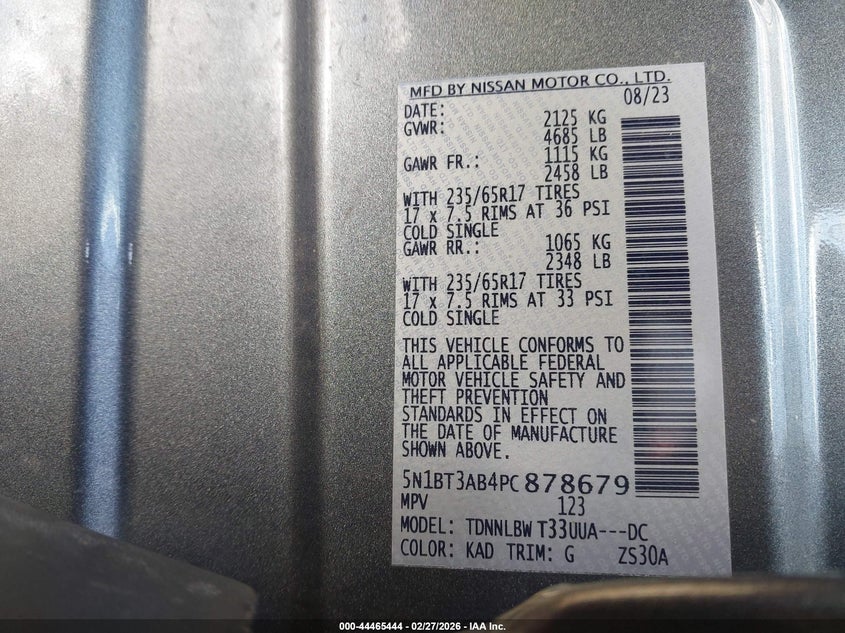 MFD BY NISSAN MOTOR CO., LTD.
DATE: 08/23
GVWR: 2125 KG
4685 LB
GAWR FR.: 1115 KG
2458 LB
WITH 235/65R17 TIRES
17 x 7.5 RIMS AT 36 PSI
COLD SINGLE
GAWR RR.: 1065 KG
2348 LB
WITH 235/65R17 TIRES
17 x 7.5 RIMS AT 33 PSI
COLD SINGLE
THIS VEHICLE CONFORMS TO
ALL APPLICABLE FEDERAL
MOTOR VEHICLE SAFETY AND
THEFT PREVENTION
STANDARDS IN EFFECT ON
THE DATE OF MANUFACTURE
SHOWN ABOVE.
5N1BT3AB4PC878679
MPV 123
MODEL: TDNNLBW T33UUA---DC
COLOR: KAD TRIM: G ZS30A
000-44465444 - 02/27/2026 - IAA Inc.